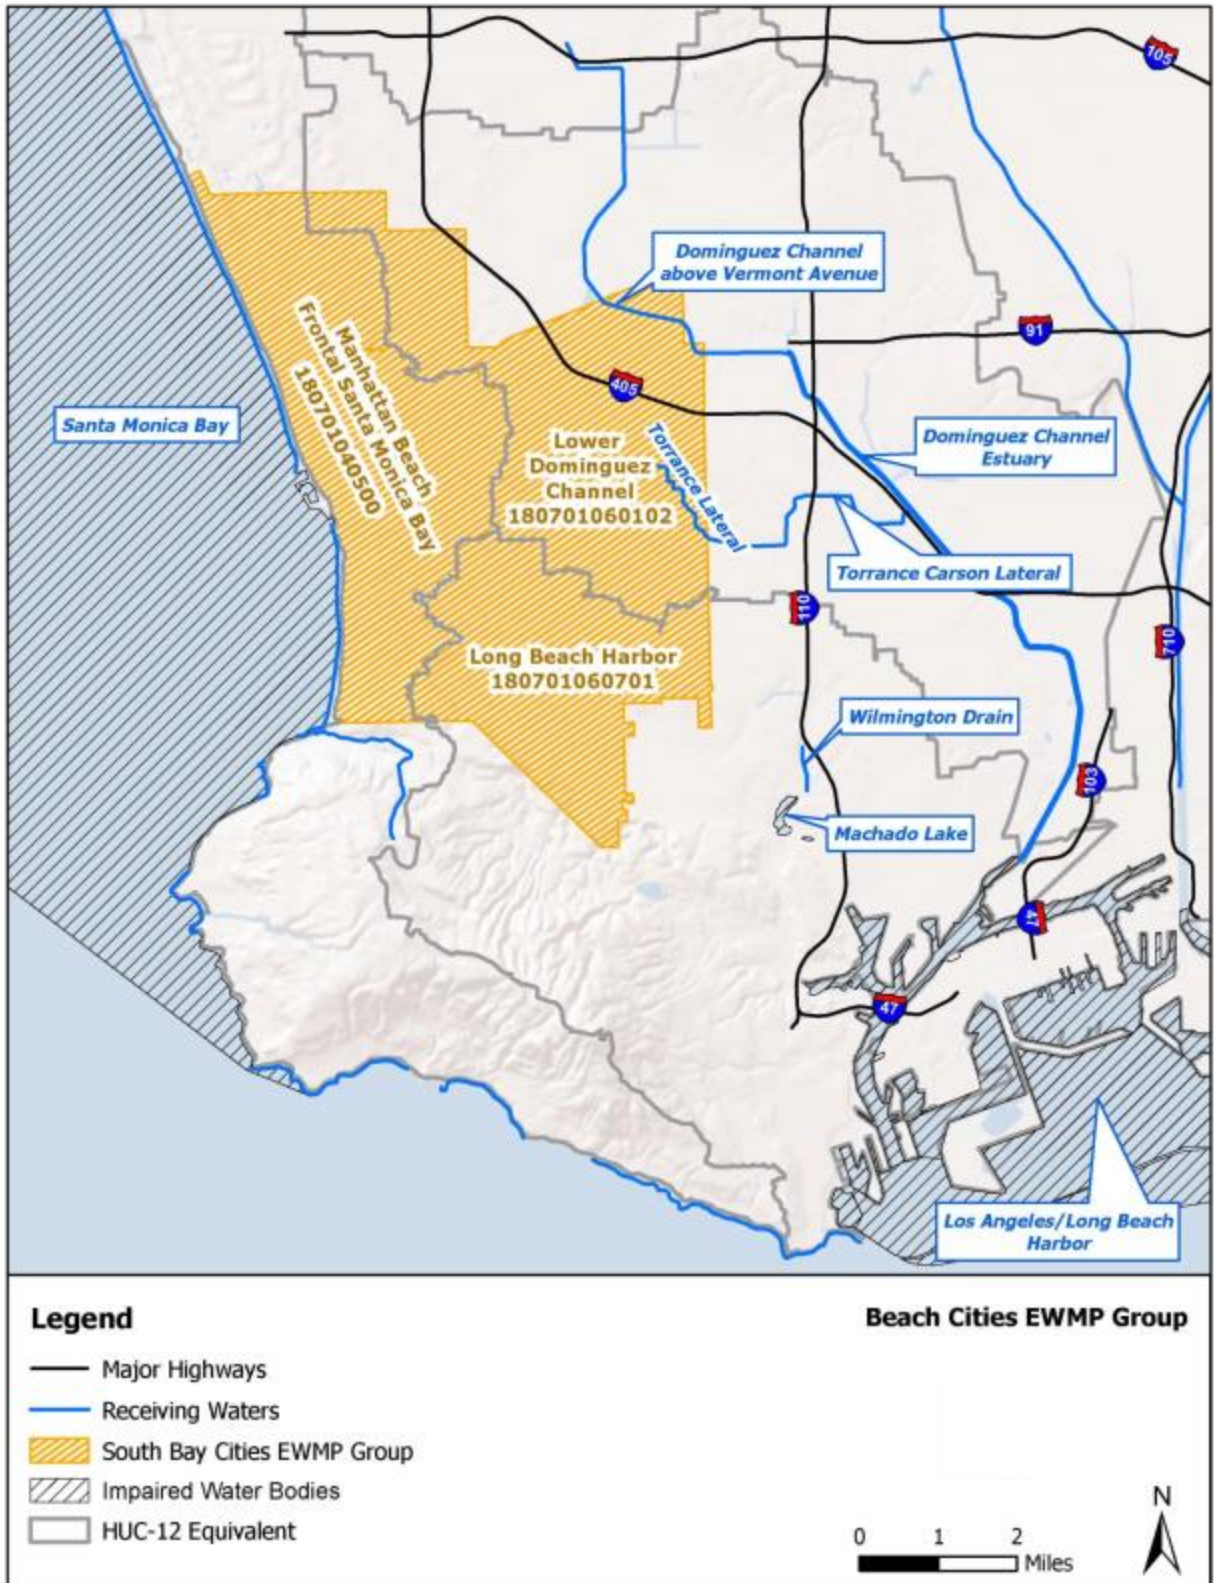 105
Dominguez Channel
above Vermont Avenue
91
405
Santa Monica Bay
Manhattan Beach
Frontal Santa Monica Bay
180701040500
Lower
Dominguez
Channel
180701060102
Torrance Lateral
Dominguez Channel
Estuary
Torrance Carson Lateral
110
710
Long Beach Harbor
180701060701
Wilmington Drain
103
Machado Lake
47
47
Los Angeles/Long Beach
Harbor
Legend
Beach Cities EWMP Group
Major Highways
Receiving Waters
South Bay Cities EWMP Group
Impaired Water Bodies
HUC-12 Equivalent
N
0 1 2
Miles